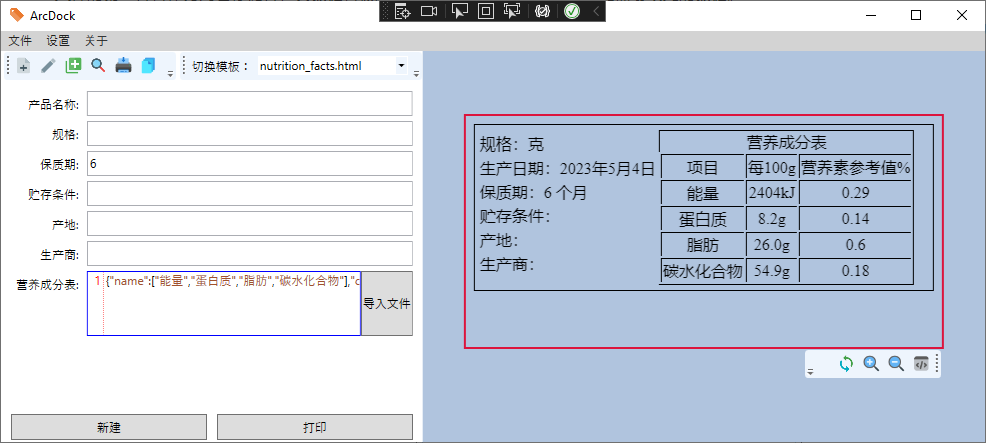 ArcDock
文件 设置 关于
切换模板： nutrition_facts.html
产品名称:
规格:
保质期: 6
贮存条件:
产地:
生产商:
营养成分表: 1 {"name":["能量","蛋白质","脂肪","碳水化合物"],"c
导入文件
新建 打印
规格：克
生产日期：2023年5月4日
保质期：6 个月
贮存条件：
产地：
生产商：
营养成分表
项目 每100g 营养素参考值%
能量 2404kJ 0.29
蛋白质 8.2g 0.14
脂肪 26.0g 0.6
碳水化合物 54.9g 0.18